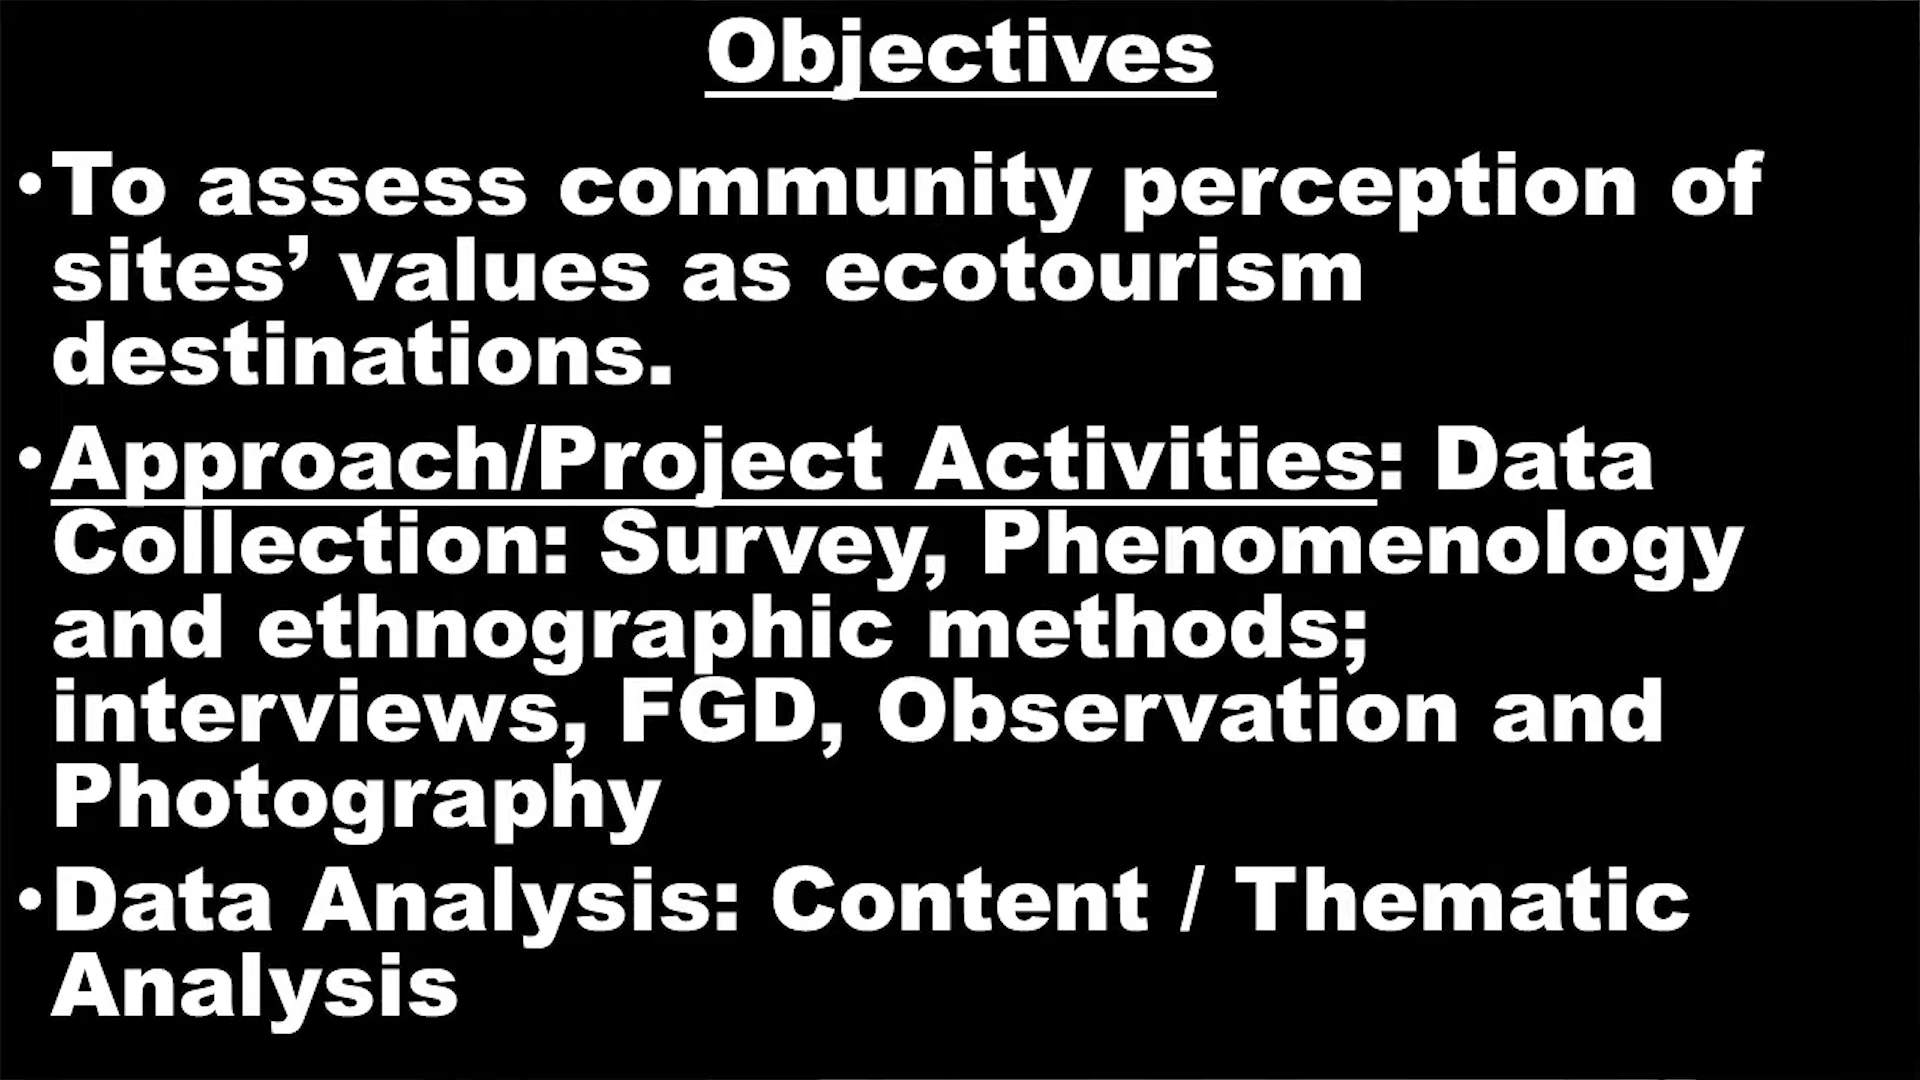 Objectives
•To assess community perception of
sites’ values as ecotourism
destinations.
•Approach/Project Activities: Data
Collection: Survey, Phenomenology
and ethnographic methods;
interviews, FGD, Observation and
Photography
•Data Analysis: Content / Thematic
Analysis